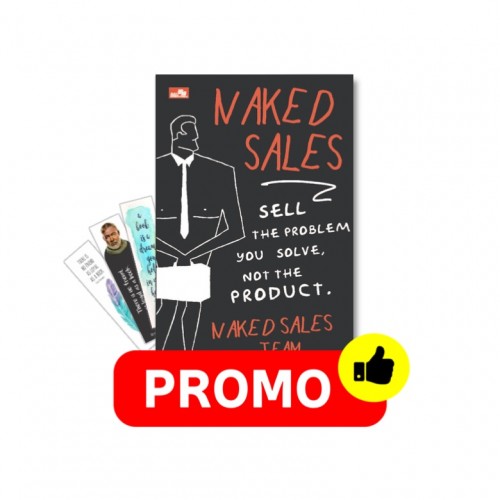 NAKED
SALES
SELL
THE PROBLEM
YOU SOLVE,
NOT THE
PRODUCT.
NAKED SALES
TEAM
PROMO